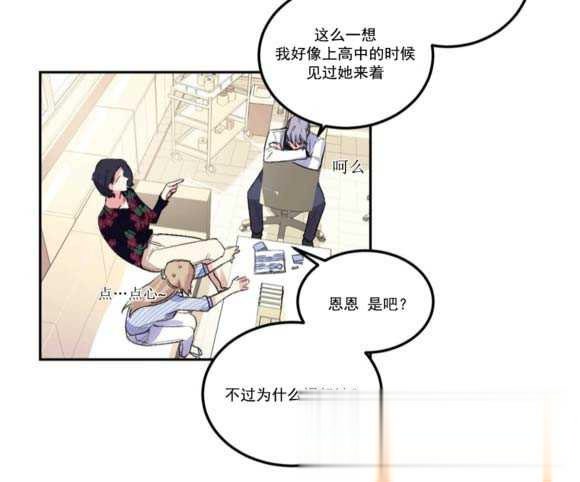 这么一想
我好像上高中的时候
见过她来着
呵么
点…点心~
恩恩 是吧?
不过为什么